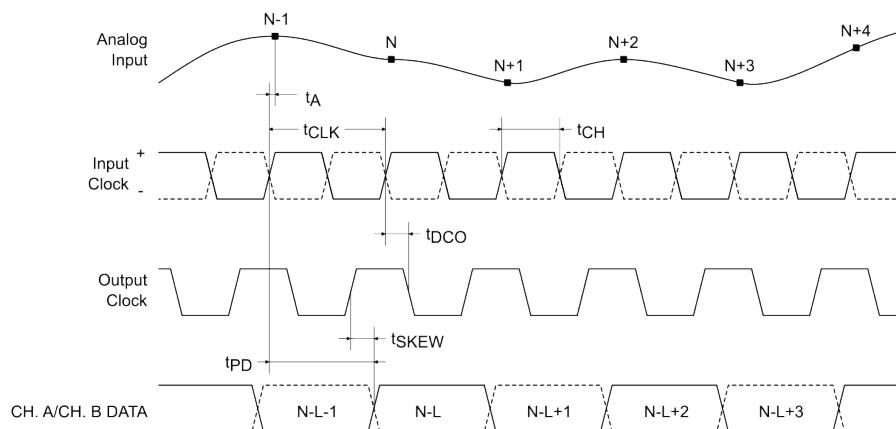 N-1
N
N+1
N+2
N+3
N+4
Analog
Input
tA
tCLK
tCH
Input
Clock
+
-
tDCO
Output
Clock
tSKEW
tPD
CH. A/CH. B DATA
N-L-1
N-L
N-L+1
N-L+2
N-L+3